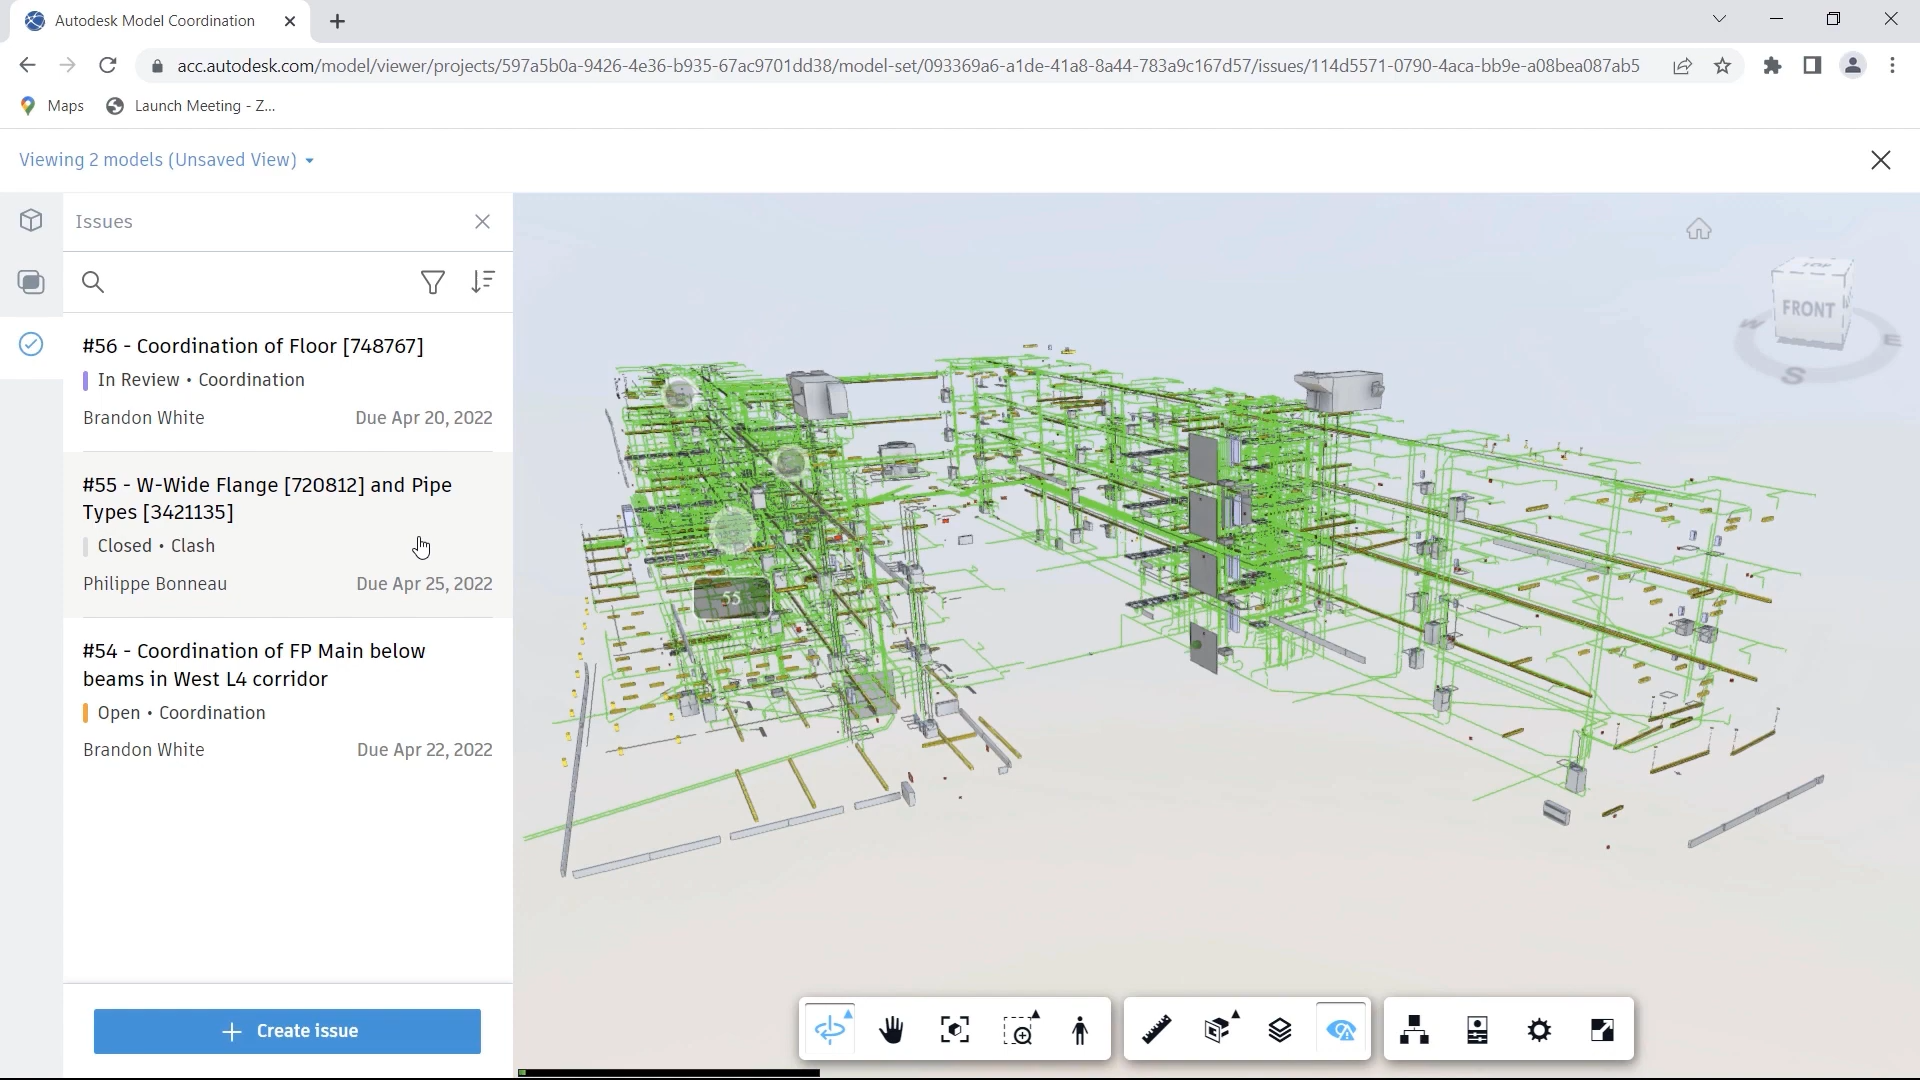 Autodesk Model Coordination
acc.autodesk.com/model/viewer/projects/597a5b0a-9426-4e36-b935-67ac9701dd38/model-set/093369a6-a1de-41a8-8a44-783a9c167d57/issues/114d5571-0790-4aca-bb9e-a08bea087ab5
Maps
Launch Meeting - Z...
Viewing 2 models (Unsaved View)
Issues
#56 - Coordination of Floor [748767]
In Review • Coordination
Brandon White Due Apr 20, 2022
#55 - W-Wide Flange [720812] and Pipe
Types [3421135]
Closed • Clash
Philippe Bonneau Due Apr 25, 2022
#54 - Coordination of FP Main below
beams in West L4 corridor
Open • Coordination
Brandon White Due Apr 22, 2022
Create issue
55
TOP
FRONT
W
E
S